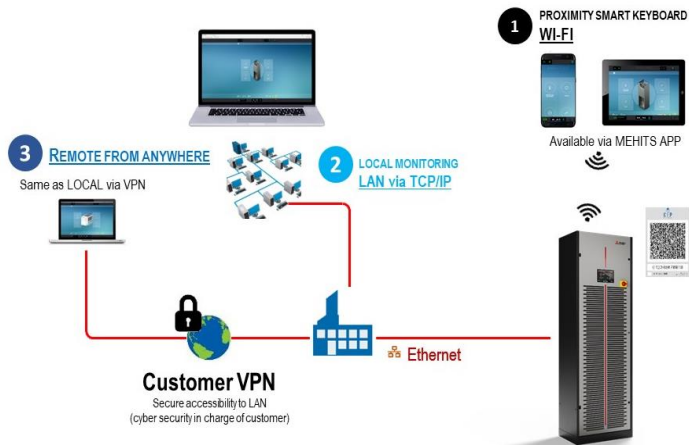 1
PROXIMITY SMART KEYBOARD
WI-FI
Available via MEHITS APP
3
REMOTE FROM ANYWHERE
Same as LOCAL via VPN
2
LOCAL MONITORING
LAN via TCP/IP
Ethernet
Customer VPN
Secure accessibility to LAN
(cyber security in charge of customer)